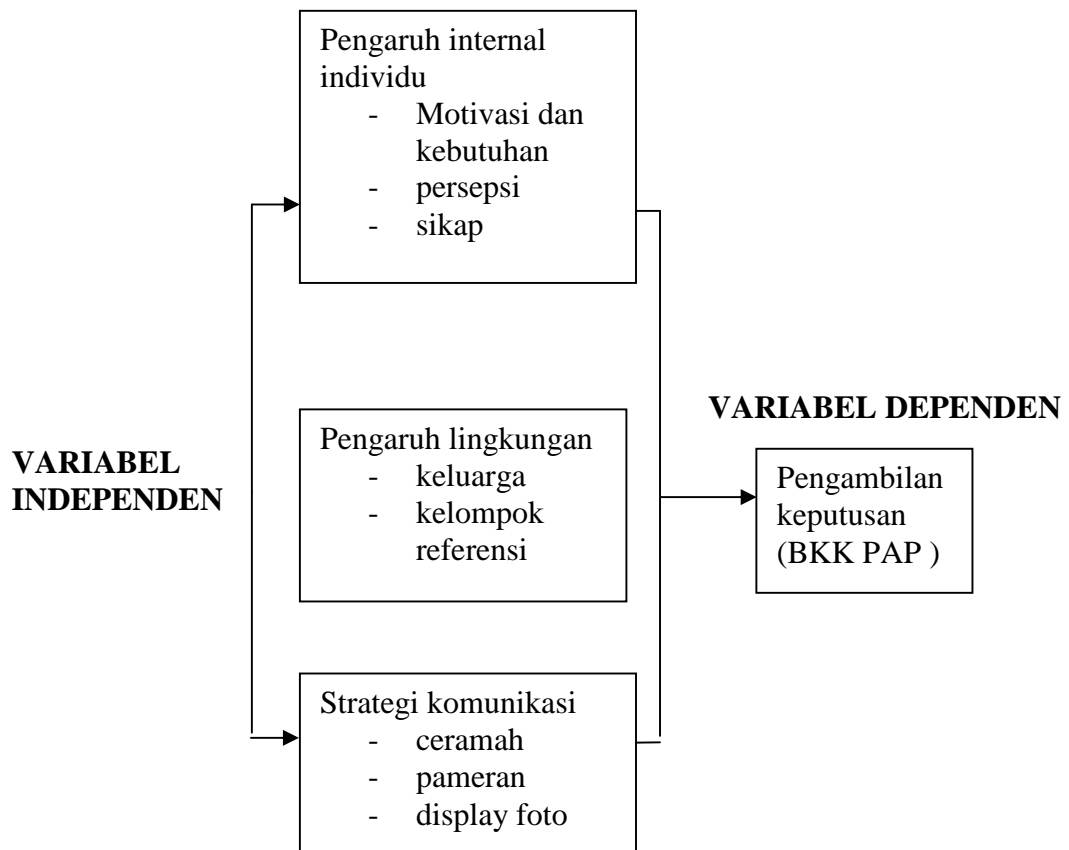 Pengaruh internal
individu
- Motivasi dan
kebutuhan
- persepsi
- sikap
VARIABEL DEPENDEN
Pengaruh lingkungan
- keluarga
- kelompok
referensi
VARIABEL
INDEPENDEN
Pengambilan
keputusan
(BKK PAP )
Strategi komunikasi
- ceramah
- pameran
- display foto